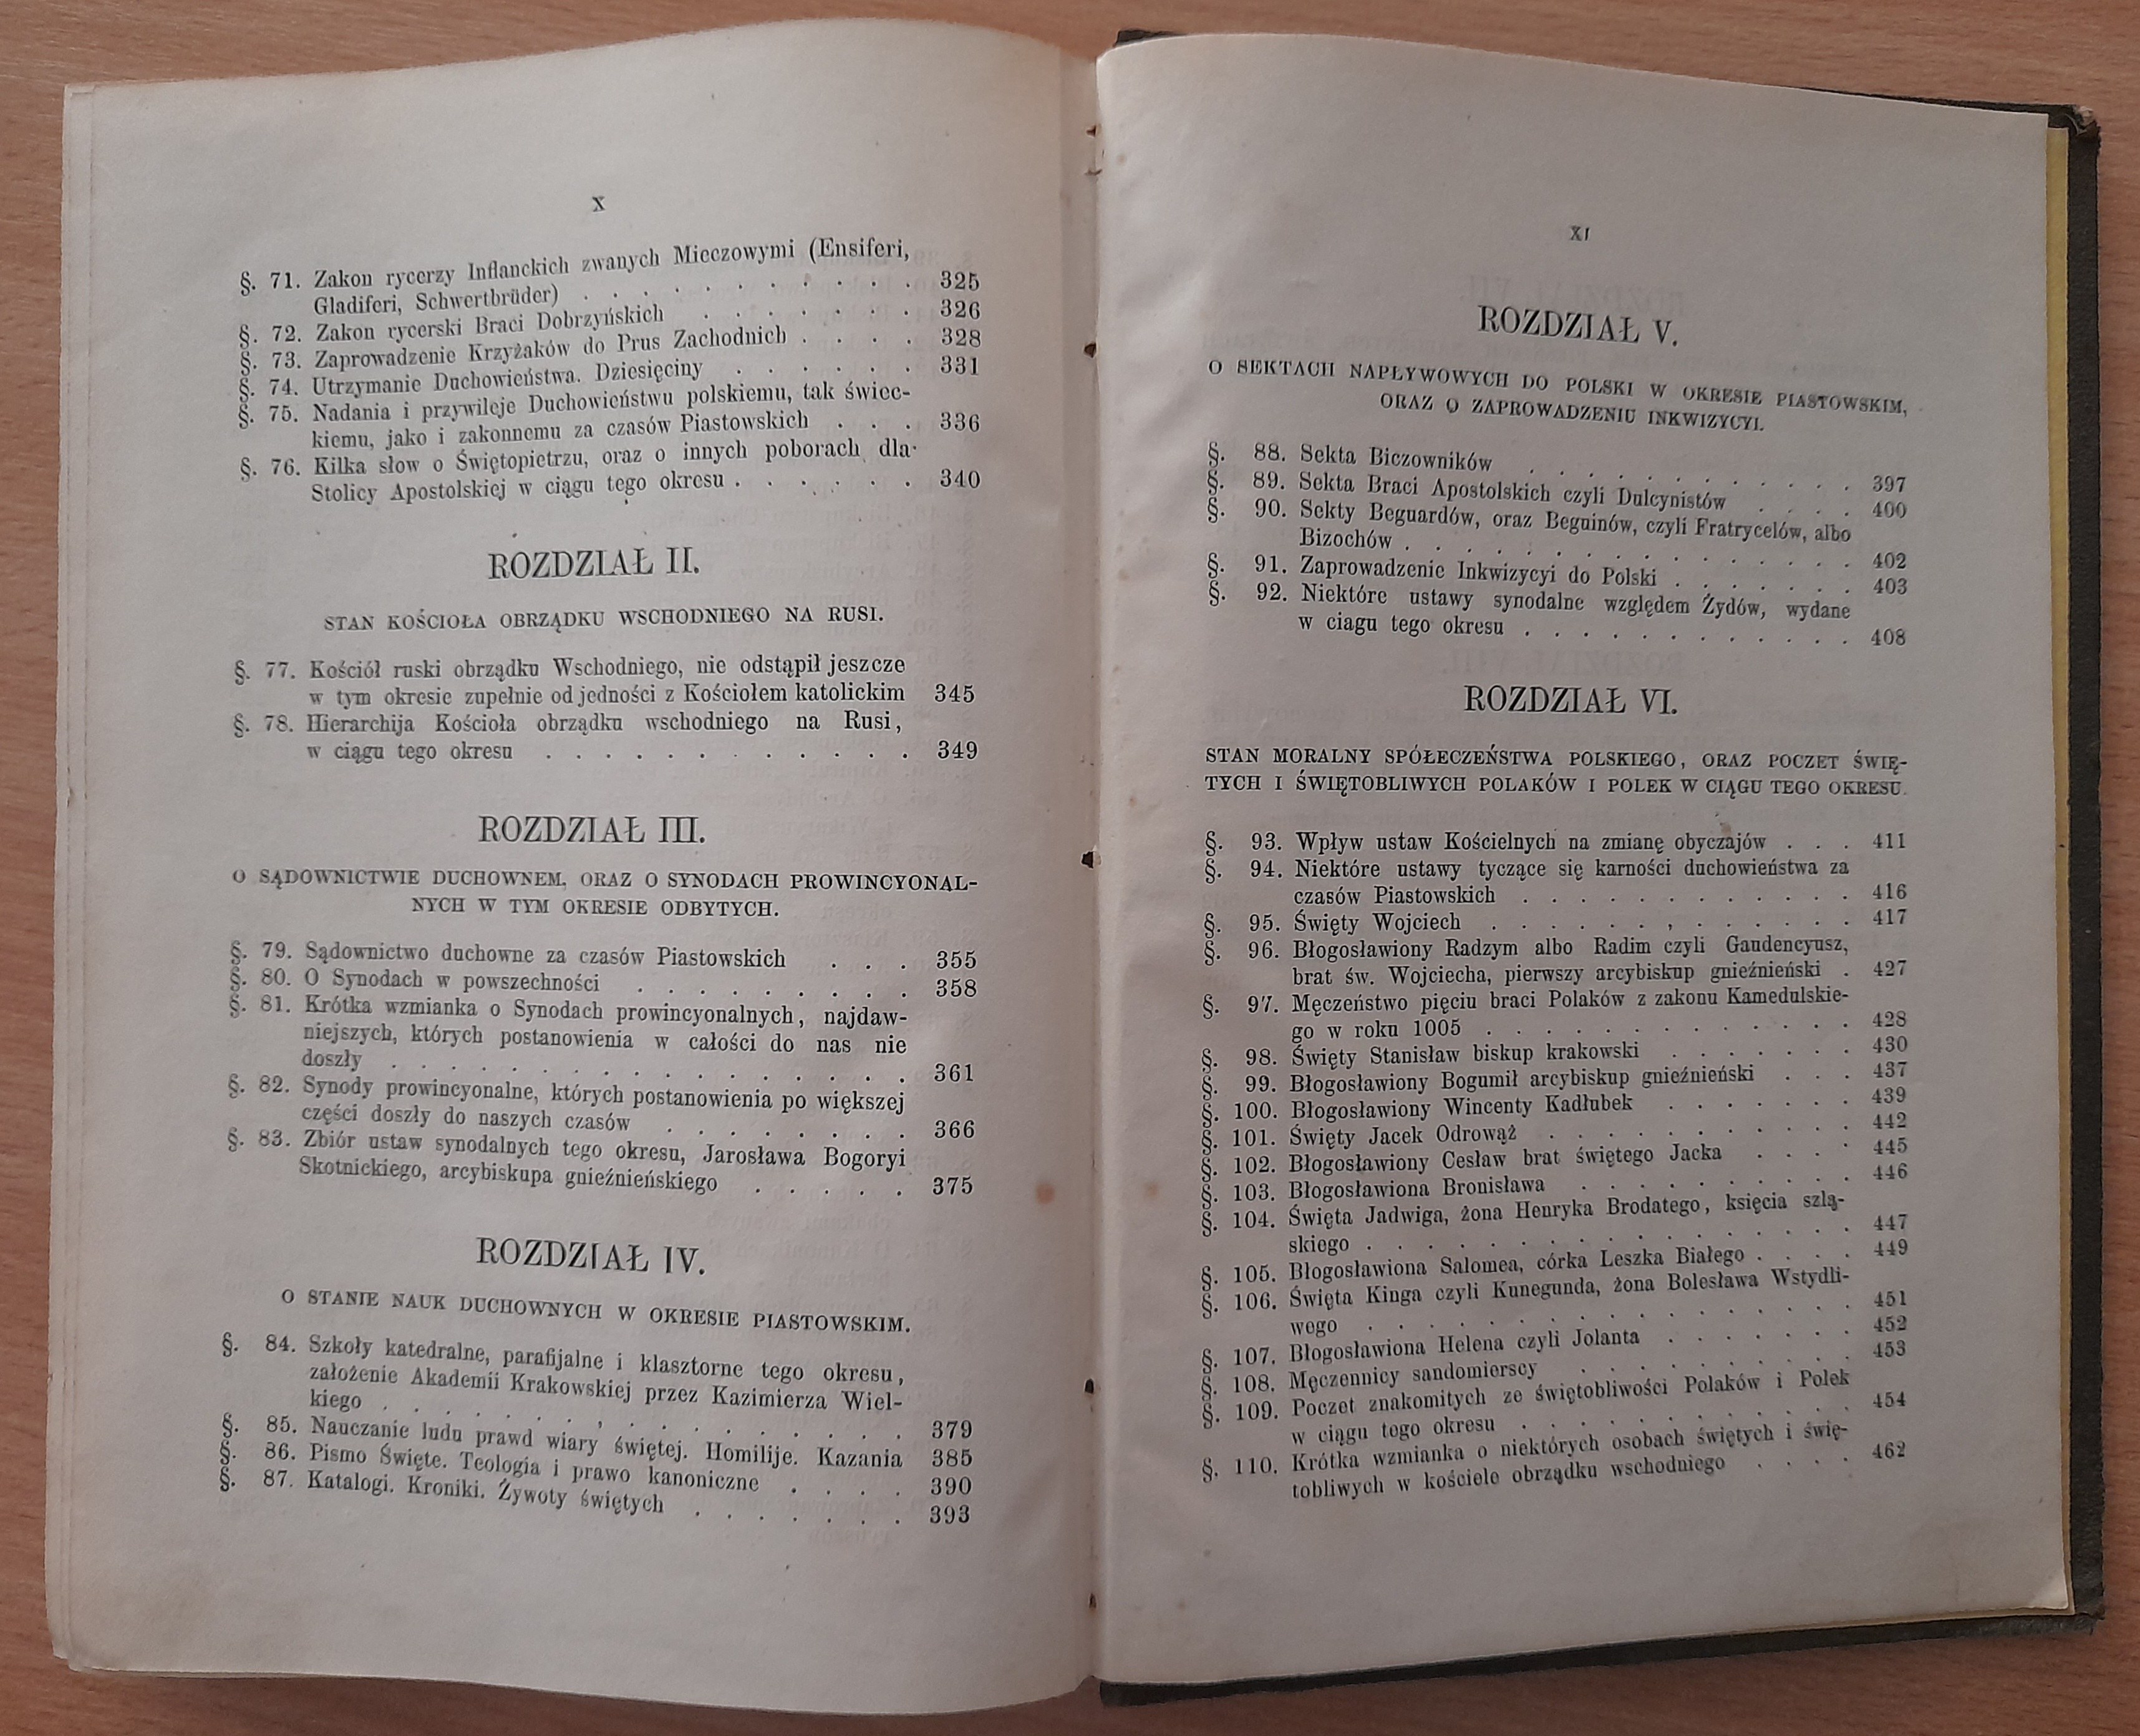 X
§. 71. Zakon rycerzy Inflanckich zwanych Mieczowymi (Ensiferi,
Gladiferi, Schwertbrüder) . . . . . . . . . . 325
§. 72. Zakon rycerski Braci Dobrzyńskich . . . . . . . 326
§. 73. Zaprowadzenie Krzyżaków do Prus Zachodnich . . . . 328
§. 74. Utrzymanie Duchowieństwa. Dziesięciny . . . . . . 331
§. 75. Nadania i przywileje Duchowieństwu polskiemu, tak świec-
kiemu, jako i zakonnemu za czasów Piastowskich . . . 336
§. 76. Kilka słow o Świętopietrzu, oraz o innych poborach dla
Stolicy Apostolskiej w ciągu tego okresu . . . . . . 340
ROZDZIAŁ II.
STAN KOŚCIOŁA OBRZĄDKU WSCHODNIEGO NA RUSI.
§. 77. Kościół ruski obrządku Wschodniego, nie odstąpił jeszcze
w tym okresie zupełnie od jedności z Kościołem katolickim 345
§. 78. Hierarchija Kościoła obrządku wschodniego na Rusi,
w ciągu tego okresu . . . . . . . . . . . . 349
ROZDZIAŁ III.
O SĄDOWNICTWIE DUCHOWNEM, ORAZ O SYNODACH PROWINCYONAL-
NYCH W TYM OKRESIE ODBYTYCH.
§. 79. Sądownictwo duchowne za czasów Piastowskich . . . 355
§. 80. O Synodach w powszechności . . . . . . . . . 358
§. 81. Krótka wzmianka o Synodach prowincyonalnych, najdaw-
niejszych, których postanowienia w całości do nas nie
doszły . . . . . . . . . . . . . . . . . 361
§. 82. Synody prowincyonalne, których postanowienia po większej
części doszły do naszych czasów . . . . . . . . 366
§. 83. Zbiór ustaw synodalnych tego okresu, Jarosława Bogoryi
Skotnickiego, arcybiskupa gnieźnieńskiego . . . . . 375
ROZDZIAŁ IV.
O STANIE NAUK DUCHOWNYCH W OKRESIE PIASTOWSKIM.
§. 84. Szkoły katedralne, parafijalne i klasztorne tego okresu,
założenie Akademii Krakowskiej przez Kazimierza Wiel-
kiego . . . . . . . . . . . . . . . . . 379
§. 85. Nauczanie ludu prawd wiary świętej. Homilije. Kazania 385
§. 86. Pismo Święte. Teologia i prawo kanoniczne . . . . 390
§. 87. Katalogi. Kroniki. Żywoty świętych . . . . . . . 393
XI
ROZDZIAŁ V.
O SEKTACH NAPŁYWOWYCH DO POLSKI W OKRESIE PIASTOWSKIM,
ORAZ O ZAPROWADZENIU INKWIZYCYI.
§. 88. Sekta Biczowników . . . . . . . . . . . 397
§. 89. Sekta Braci Apostolskich czyli Dulcynistów . . . . 400
§. 90. Sekty Beguardów, oraz Beguinów, czyli Fratrycelów, albo
Bizochów . . . . . . . . . . . . . . . 402
§. 91. Zaprowadzenie Inkwizycyi do Polski . . . . . . 403
§. 92. Niektóre ustawy synodalne względem Żydów, wydane
w ciagu tego okresu . . . . . . . . . . . . 408
ROZDZIAŁ VI.
STAN MORALNY SPÓŁECZEŃSTWA POLSKIEGO, ORAZ POCZET ŚWIĘ-
TYCH I ŚWIĘTOBLIWYCH POLAKÓW I POLEK W CIĄGU TEGO OKRESU.
§. 93. Wpływ ustaw Kościelnych na zmianę obyczajów . . . 411
§. 94. Niektóre ustawy tyczące się karności duchowieństwa za
czasów Piastowskich . . . . . . . . . . . . 416
§. 95. Święty Wojciech . . . . . . . . . . . . . 417
§. 96. Błogosławiony Radzym albo Radim czyli Gaudencyusz,
brat św. Wojciecha, pierwszy arcybiskup gnieźnieński . 427
§. 97. Męczeństwo pięciu braci Polaków z zakonu Kamedulskie-
go w roku 1005 . . . . . . . . . . . . . 428
§. 98. Święty Stanisław biskup krakowski . . . . . . . 430
§. 99. Błogosławiony Bogumił arcybiskup gnieźnieński . . . 437
§. 100. Błogosławiony Wincenty Kadłubek . . . . . . . 439
§. 101. Święty Jacek Odrowąż . . . . . . . . . . . 442
§. 102. Błogosławiony Cesław brat świętego Jacka . . . . 445
§. 103. Błogosławiona Bronisława . . . . . . . . . . 446
§. 104. Święta Jadwiga, żona Henryka Brodatego, księcia szlą-
skiego . . . . . . . . . . . . . . . . . 447
§. 105. Błogosławiona Salomea, córka Leszka Białego . . . . 449
§. 106. Święta Kinga czyli Kunegunda, żona Bolesława Wstydli-
wego . . . . . . . . . . . . . . . . . 451
§. 107. Błogosławiona Helena czyli Jolanta . . . . . . . 452
§. 108. Męczennicy sandomierscy . . . . . . . . . . 453
§. 109. Poczet znakomitych ze świętobliwości Polaków i Polek
w ciągu tego okresu . . . . . . . . . . . . 454
§. 110. Krótka wzmianka o niektórych osobach świętych i świę-
tobliwych w kościele obrządku wschodniego . . . . 462